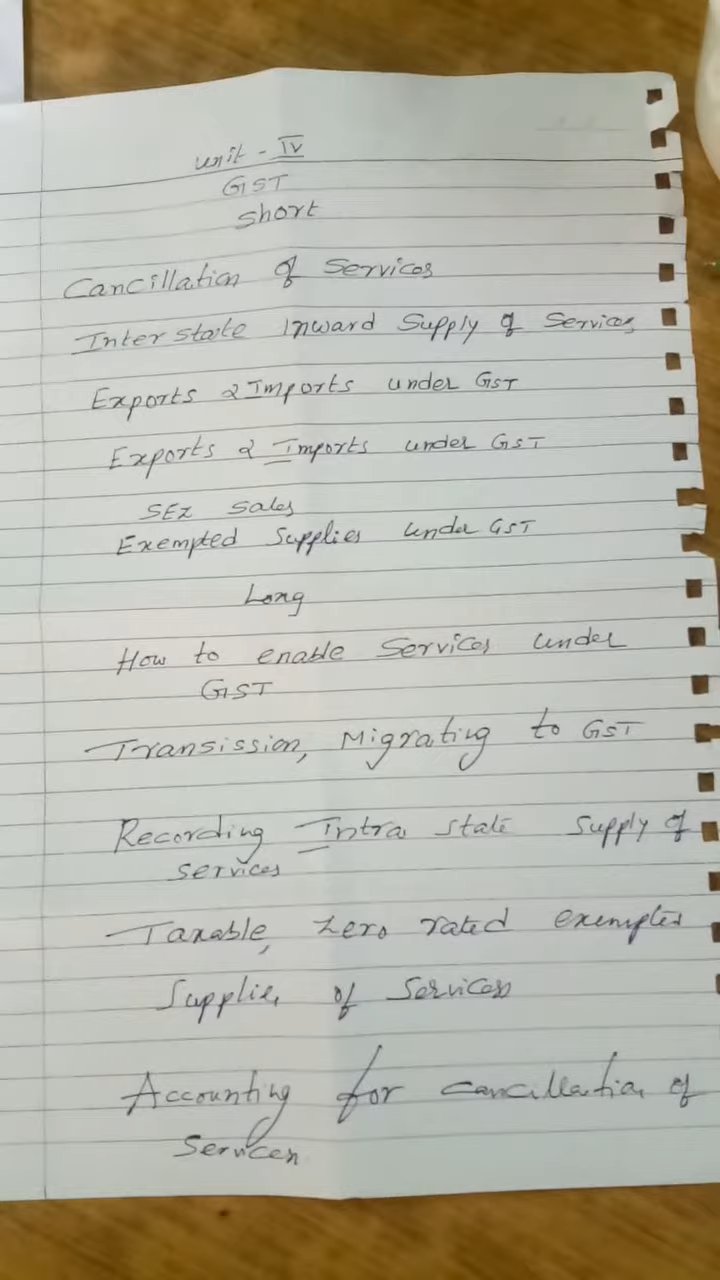 unit - IV
GST
Short
Cancillation of Services
Inter state Inward Supply of Services
Exports & Imports under GST
Exports & Imports under GST
SEZ Sales
Exempted Supplies under GST
Long
How to enable Services under
GST
Transission, Migrating to GST
Recording Intra state Supply of
services
Taxable, Zero rated exempted
Supplies of Services
Accounting for cancillation of
Services